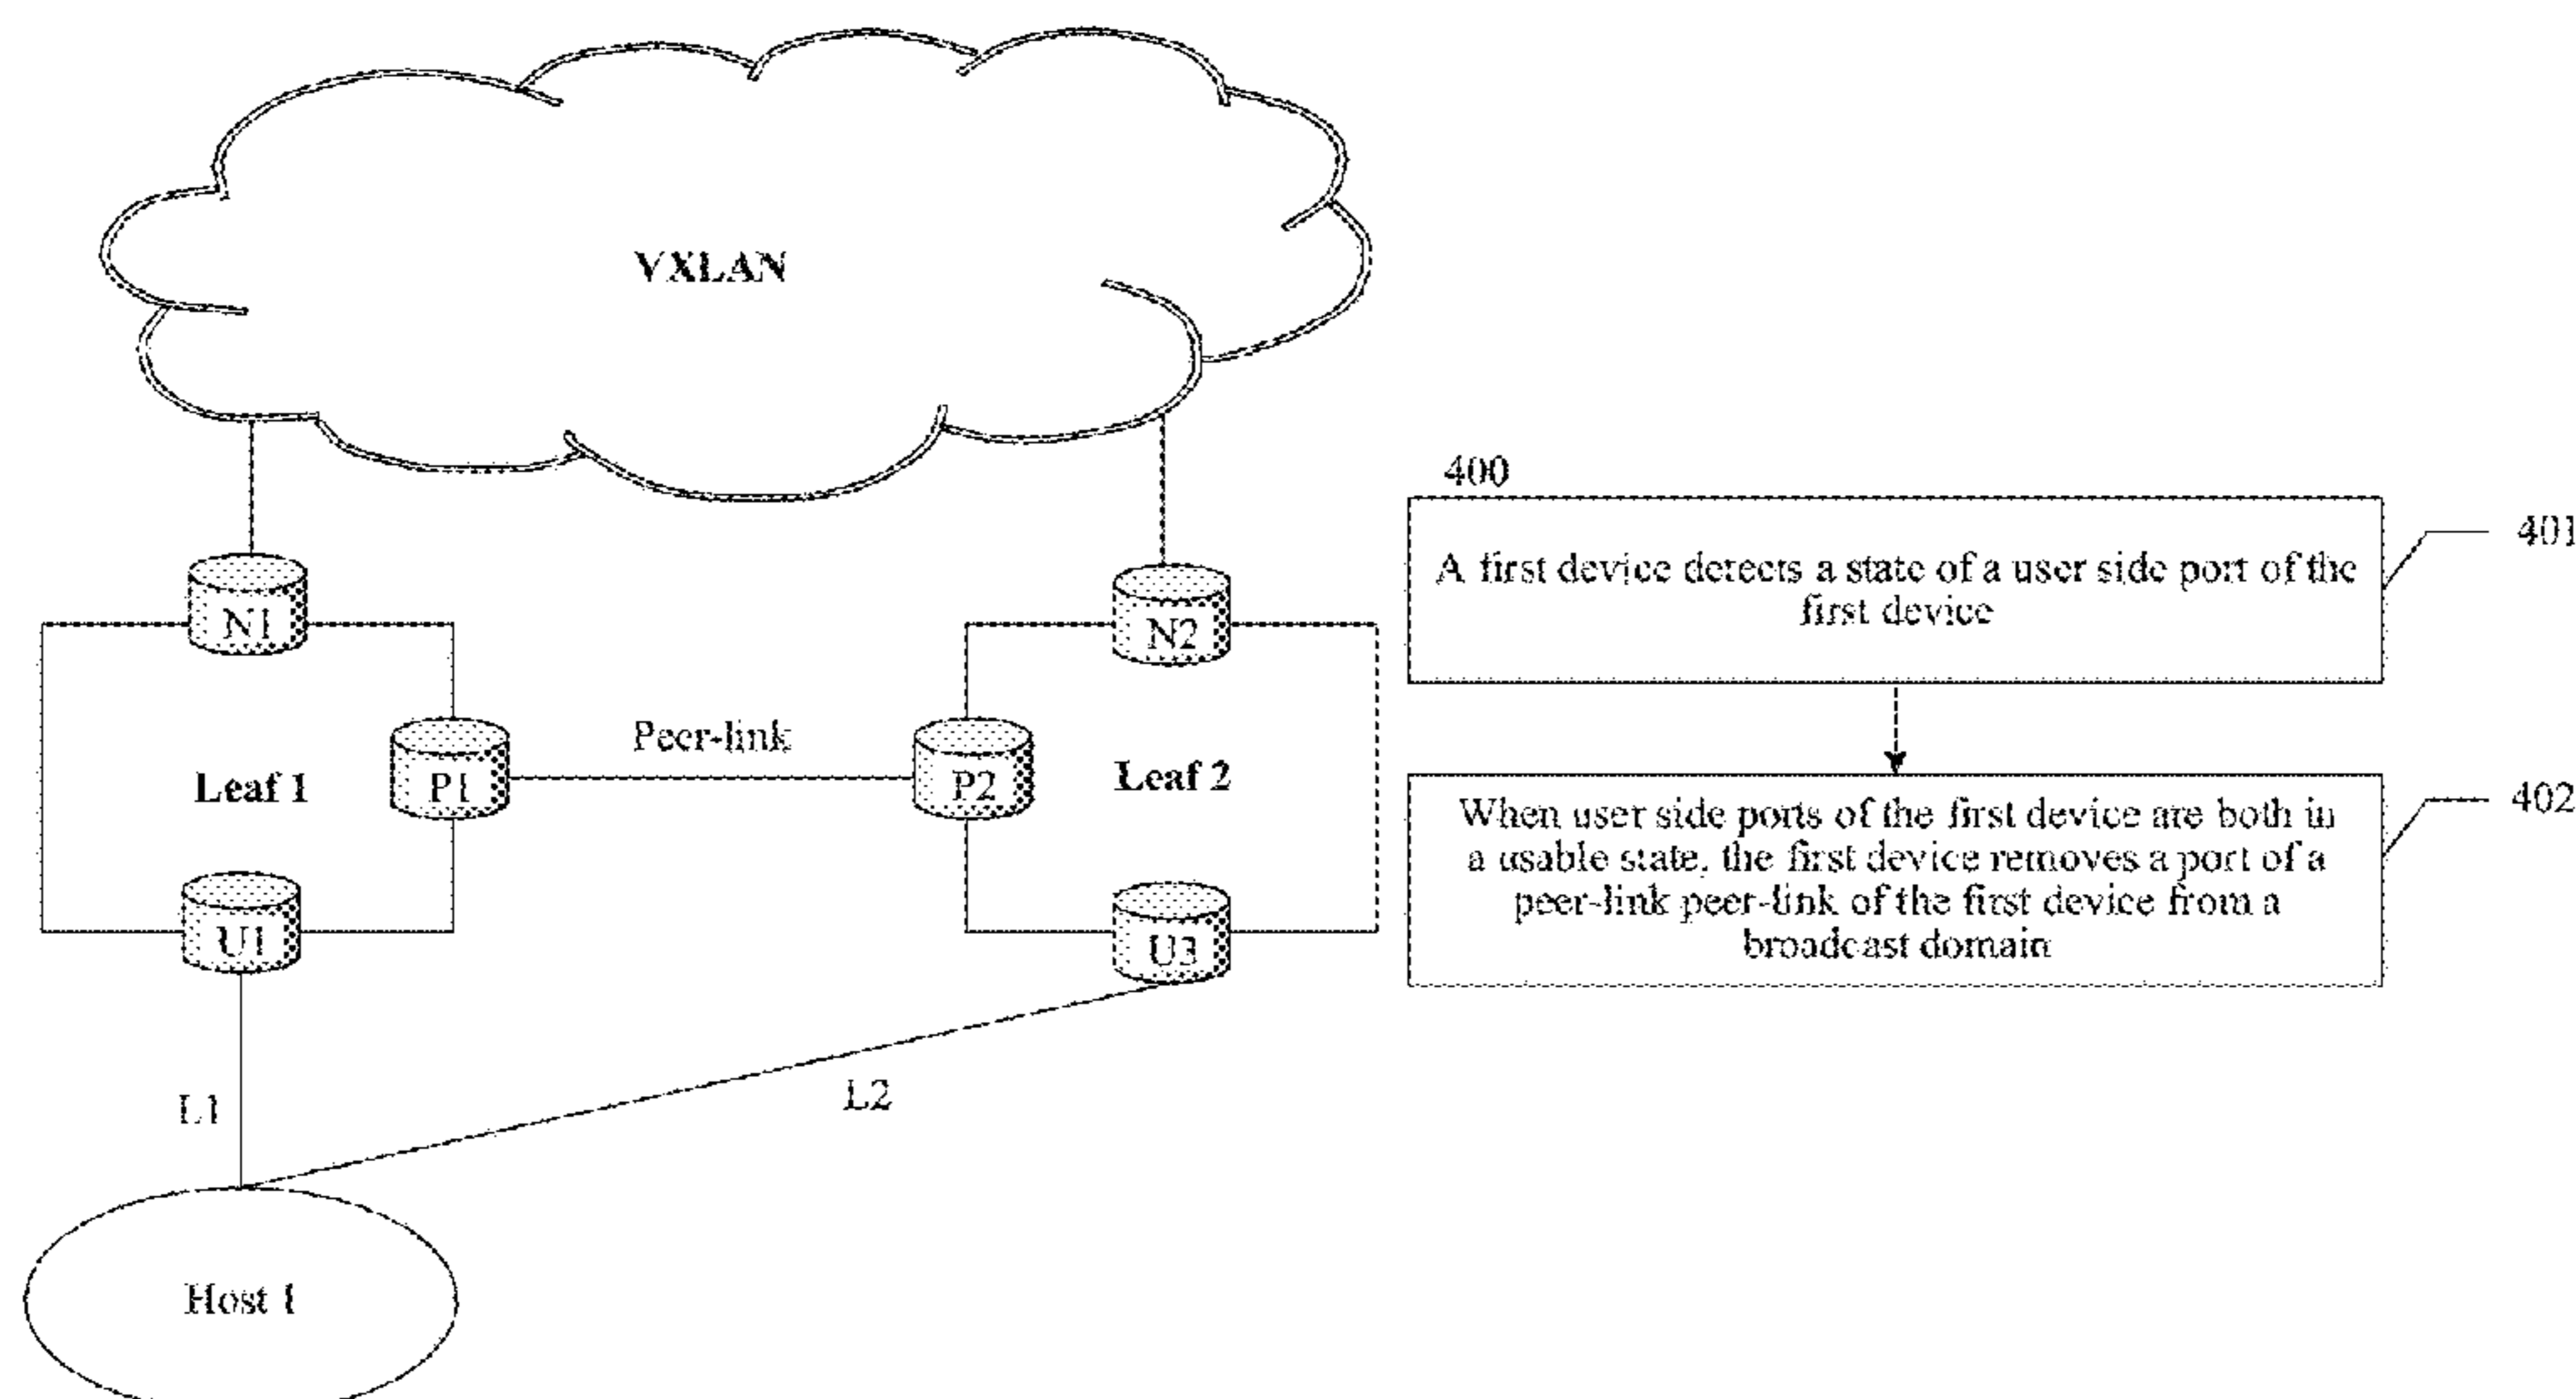 VXLAN
N1
N2
P1
Peer-link
P2
Leaf 1
Leaf 2
U1
U3
L1
L2
Host 1
400
A first device detects a state of a user side port of the
first device
401
When user side ports of the first device are both in
a usable state, the first device removes a port of a
peer-link peer-link of the first device from a
broadcast domain
402